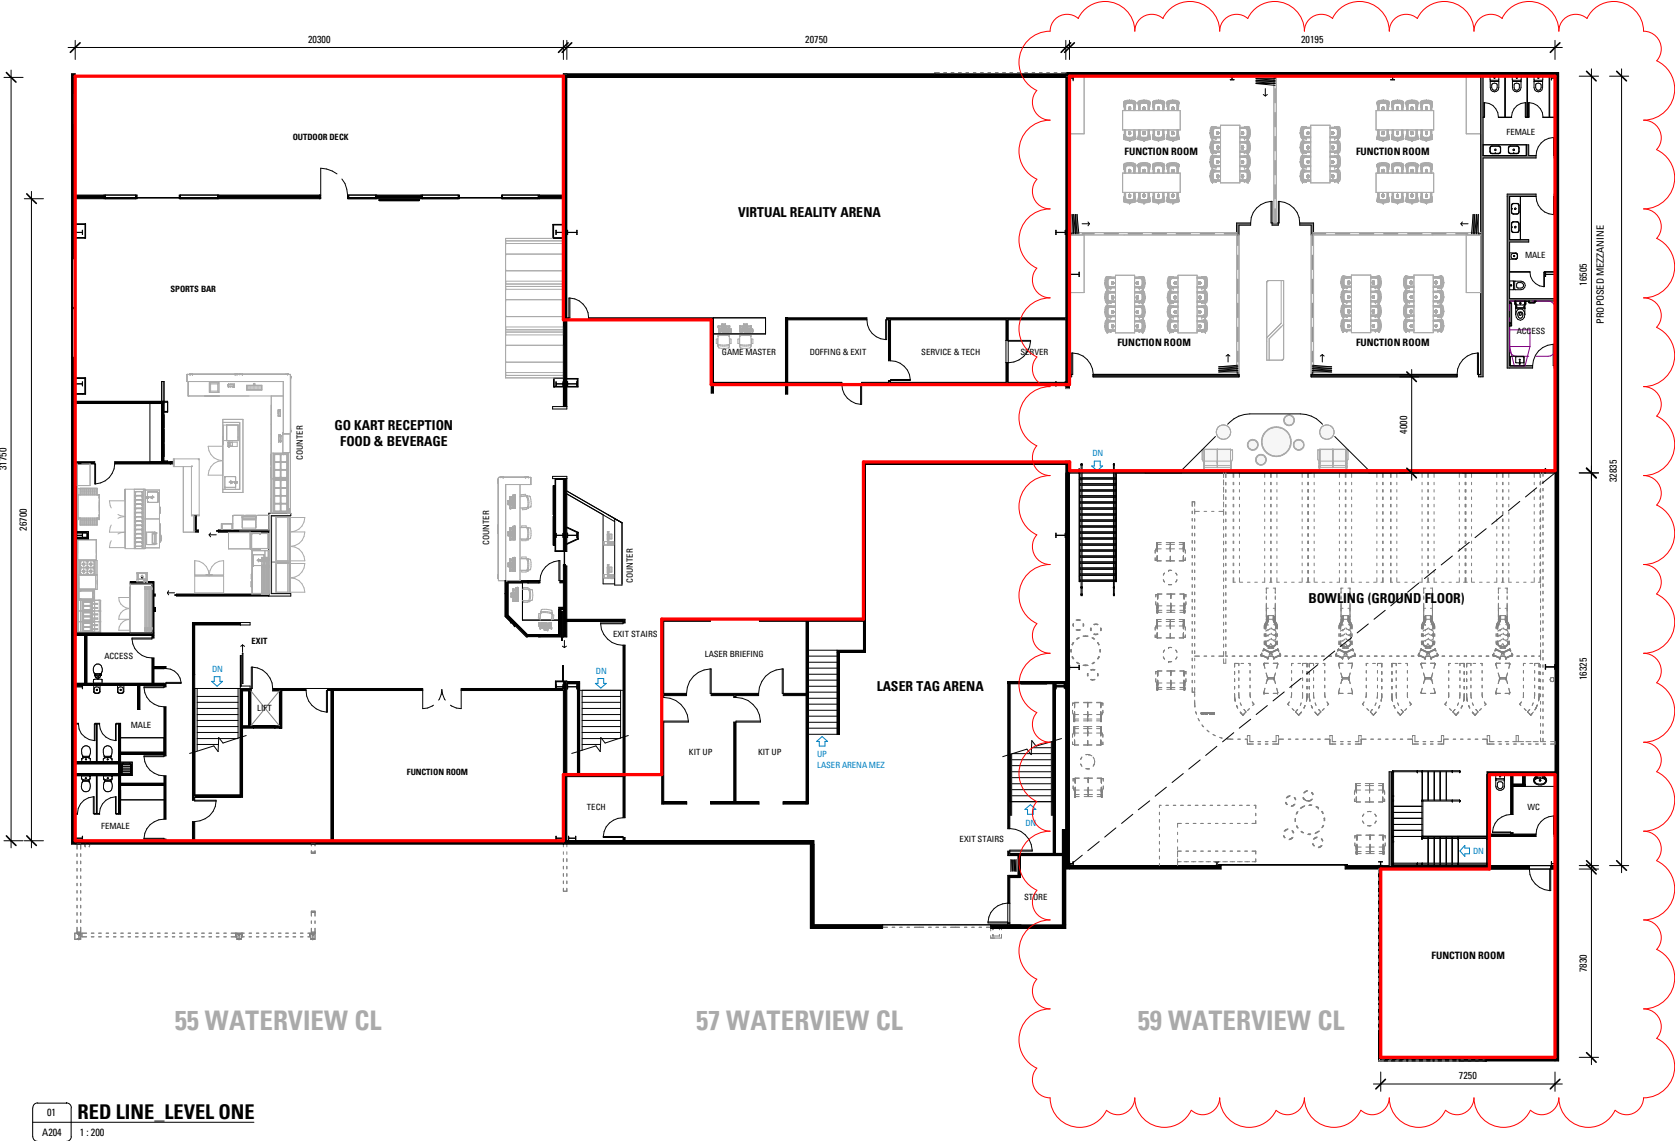 20300
20750
20195
OUTDOOR DECK
SPORTS BAR
VIRTUAL REALITY ARENA
FUNCTION ROOM
FUNCTION ROOM
FEMALE
MALE
ACCESS
FUNCTION ROOM
FUNCTION ROOM
16505
PROPOSED MEZZANINE
32835
GAME MASTER
DOFFING & EXIT
SERVICE & TECH
SERVER
31750
26700
GO KART RECEPTION
FOOD & BEVERAGE
COUNTER
COUNTER
COUNTER
4000
DN
BOWLING (GROUND FLOOR)
16325
EXIT
EXIT STAIRS
ACCESS
DN
DN
LIFT
MALE
FEMALE
FUNCTION ROOM
TECH
LASER BRIEFING
KIT UP
KIT UP
LASER TAG ARENA
UP
LASER ARENA MEZ
DN
EXIT STAIRS
STORE
WC
DN
FUNCTION ROOM
7830
7250
55 WATERVIEW CL
57 WATERVIEW CL
59 WATERVIEW CL
01
RED LINE_LEVEL ONE
A204
1 : 200